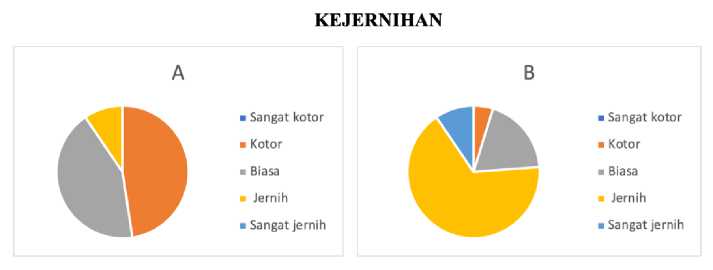 KEJERNIHAN
A
Sangat kotor
Kotor
Biasa
Jernih
Sangat jernih
B
Sangat kotor
Kotor
Biasa
Jernih
Sangat jernih